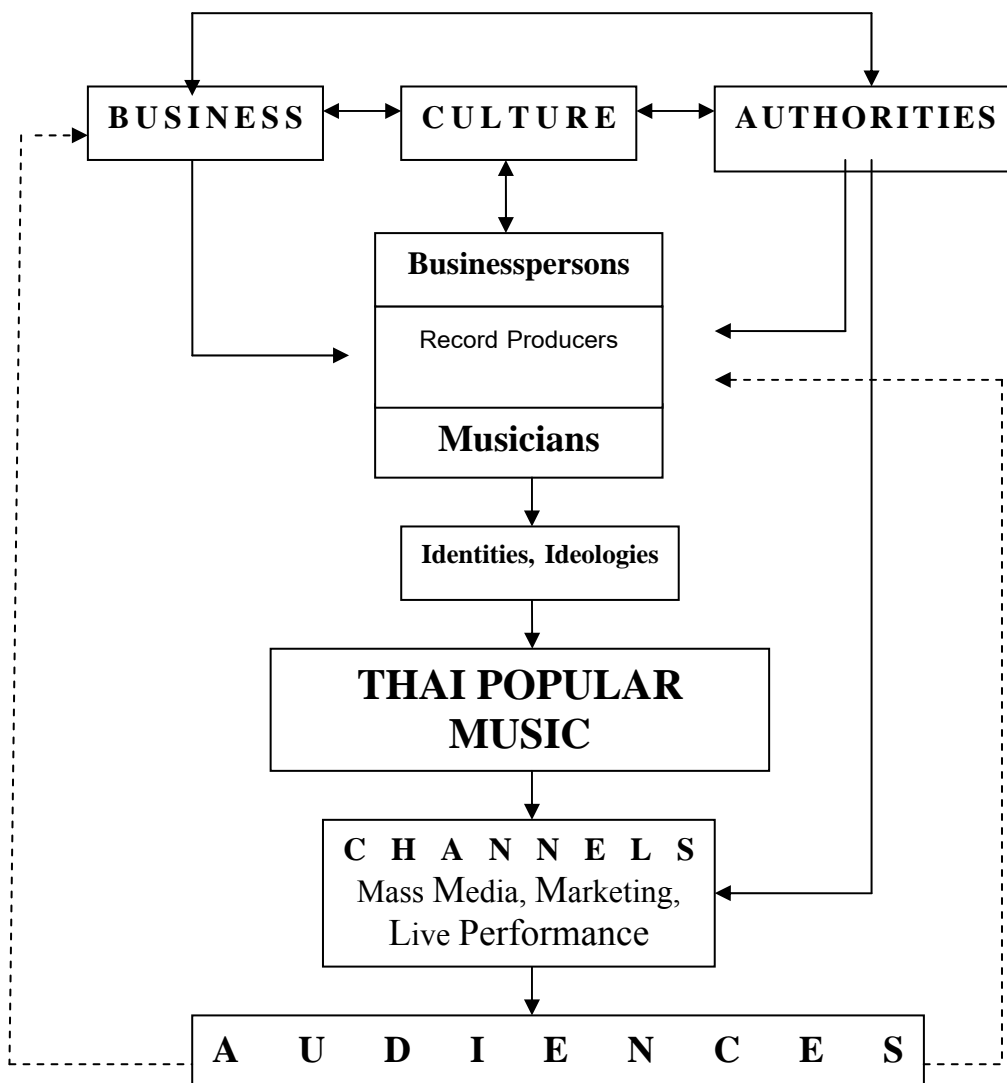 BUSINESS
CULTURE
AUTHORITIES
Businesspersons
Record Producers
Musicians
Identities, Ideologies
THAI POPULAR
MUSIC
CHANNELS
Mass Media, Marketing,
Live Performance
AUDIENCES